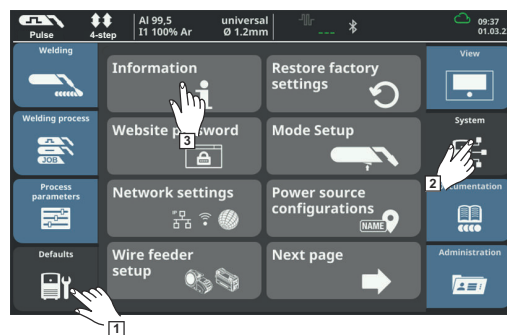 Pulse
4-step
Al 99,5 universal
I1 100% Ar Ø 1.2mm
---
09:37
01.03.2
Welding
Welding process
JOB
Process
parameters
Defaults
Information
Restore factory
settings
Website p word
Mode Setup
Network settings
Power source
configurations
NAME
Wire feeder
setup
Next page
View
System
cumentation
Administration
1
2
3